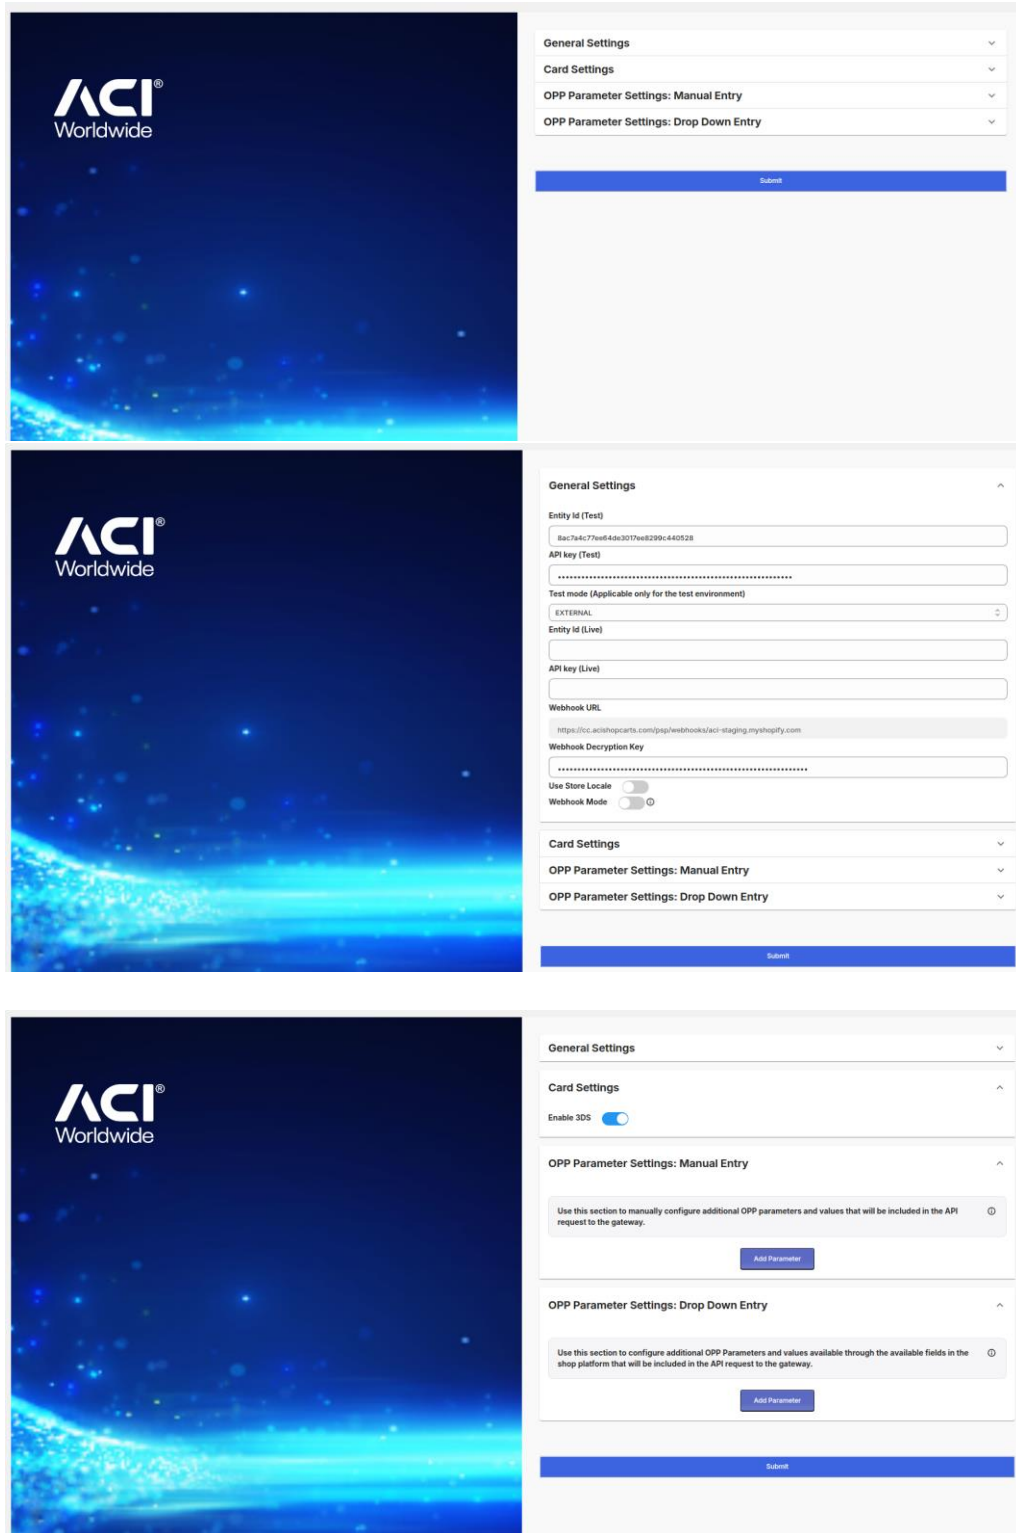 ACI®
Worldwide
General Settings
Card Settings
OPP Parameter Settings: Manual Entry
OPP Parameter Settings: Drop Down Entry
Submit
ACI®
Worldwide
General Settings
Entity Id (Test)
8ac7a4c77ee64de3017ee8299c440528
API key (Test)
Test mode (Applicable only for the test environment)
EXTERNAL
Entity Id (Live)
API key (Live)
Webhook URL
https://cc.acishopcarts.com/psp/webhooks/aci-staging.myshopify.com
Webhook Decryption Key
Use Store Locale
Webhook Mode
Card Settings
OPP Parameter Settings: Manual Entry
OPP Parameter Settings: Drop Down Entry
Submit
ACI®
Worldwide
General Settings
Card Settings
Enable 3DS
OPP Parameter Settings: Manual Entry
Use this section to manually configure additional OPP parameters and values that will be included in the API
request to the gateway.
Add Parameter
OPP Parameter Settings: Drop Down Entry
Use this section to configure additional OPP Parameters and values available through the available fields in the
shop platform that will be included in the API request to the gateway.
Add Parameter
Submit